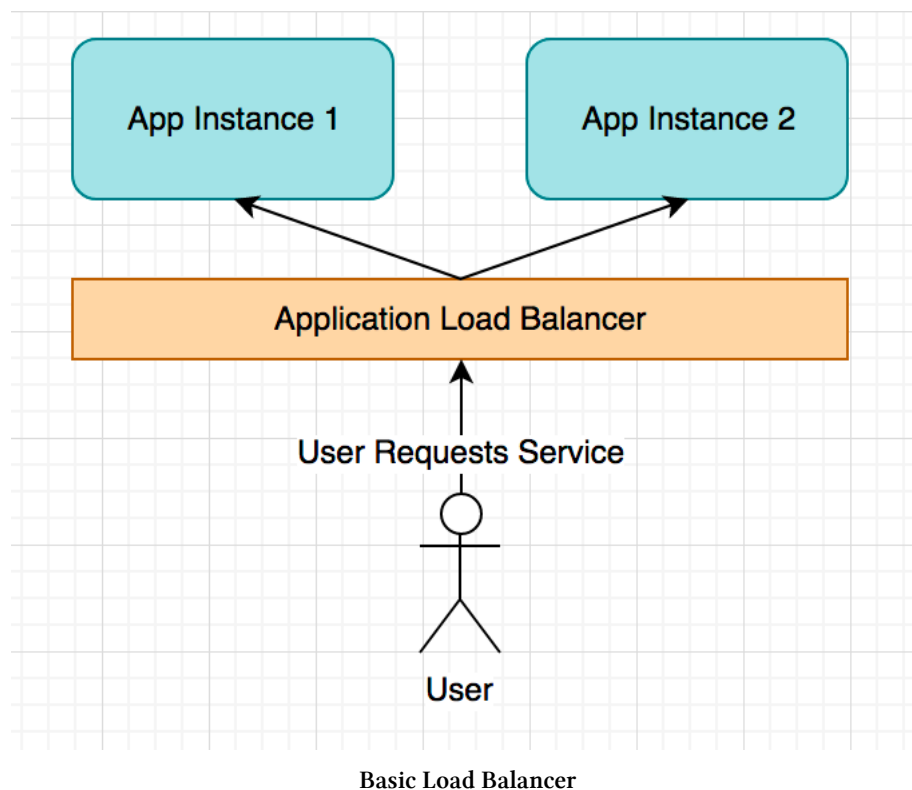 App Instance 1
App Instance 2
Application Load Balancer
User Requests Service
User
Basic Load Balancer